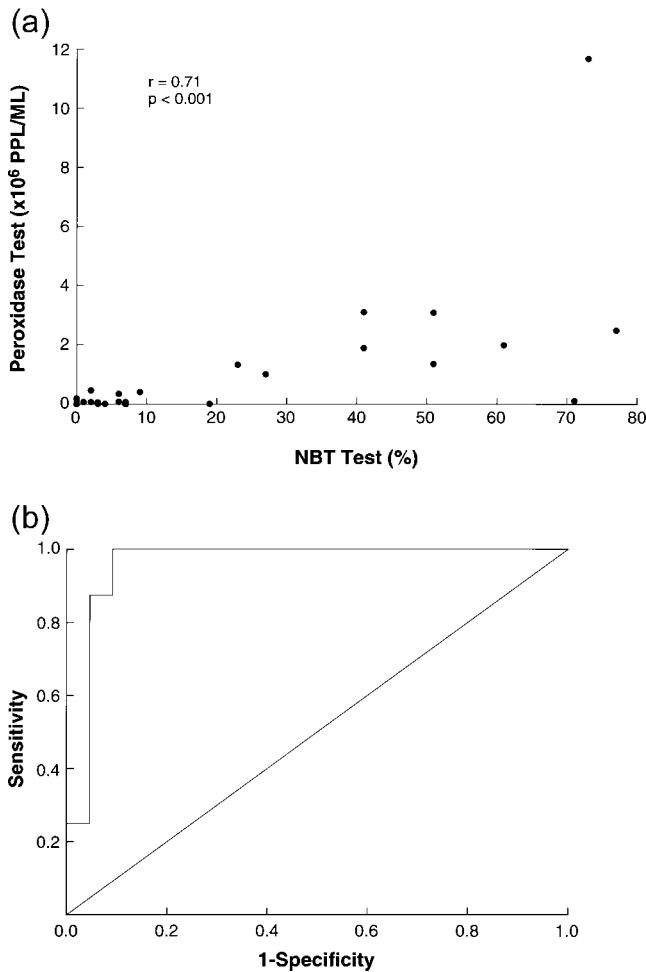 (a)
12
10
8
6
4
2
0
r = 0.71
p < 0.001
Peroxidase Test (x10⁶ PPL/ML)
0 10 20 30 40 50 60 70 80
NBT Test (%)
(b)
1.0
0.8
0.6
0.4
0.2
Sensitivity
0.0 0.2 0.4 0.6 0.8 1.0
1-Specificity